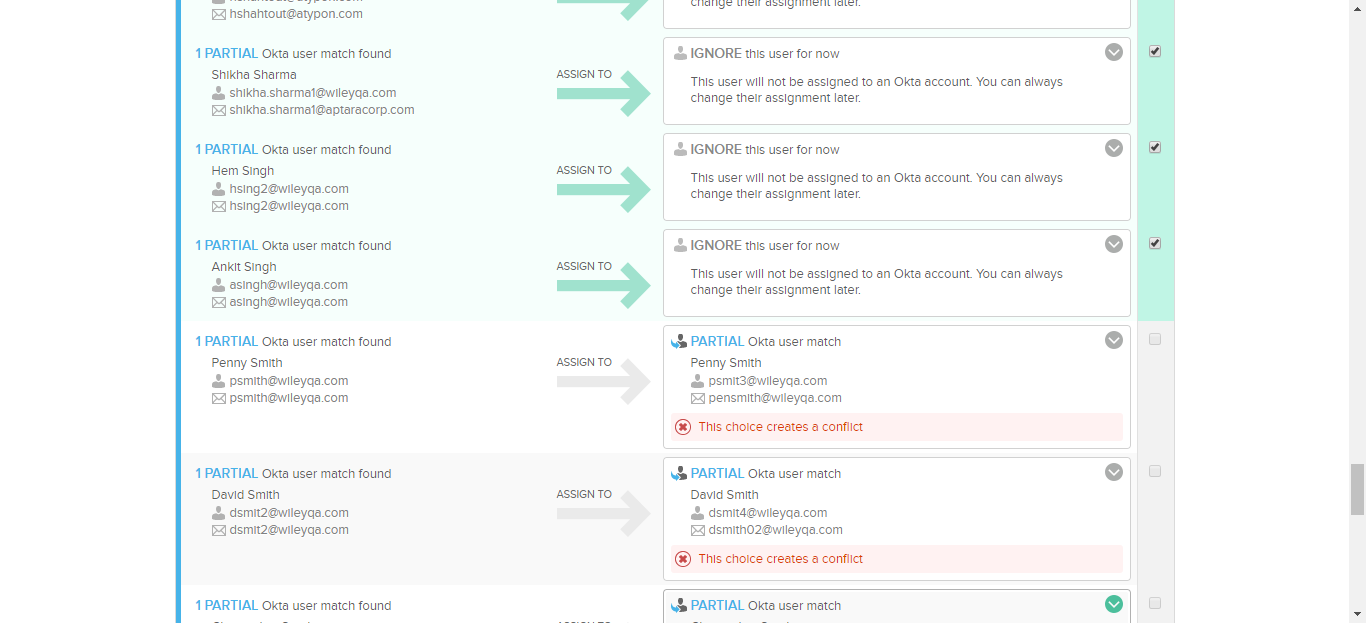 hshahtout@atypon.com
change their assignment later.
1 PARTIAL Okta user match found
Shikha Sharma
shikha.sharma1@wileyqa.com
shikha.sharma1@aptaracorp.com
ASSIGN TO
IGNORE this user for now
This user will not be assigned to an Okta account. You can always
change their assignment later.
1 PARTIAL Okta user match found
Hem Singh
hsing2@wileyqa.com
hsing2@wileyqa.com
ASSIGN TO
IGNORE this user for now
This user will not be assigned to an Okta account. You can always
change their assignment later.
1 PARTIAL Okta user match found
Ankit Singh
asingh@wileyqa.com
asingh@wileyqa.com
ASSIGN TO
IGNORE this user for now
This user will not be assigned to an Okta account. You can always
change their assignment later.
1 PARTIAL Okta user match found
Penny Smith
psmith@wileyqa.com
psmith@wileyqa.com
ASSIGN TO
PARTIAL Okta user match
Penny Smith
psmit3@wileyqa.com
pensmith@wileyqa.com
This choice creates a conflict
1 PARTIAL Okta user match found
David Smith
dsmit2@wileyqa.com
dsmit2@wileyqa.com
ASSIGN TO
PARTIAL Okta user match
David Smith
dsmit4@wileyqa.com
dsmith02@wileyqa.com
This choice creates a conflict
1 PARTIAL Okta user match found
ASSIGN TO
PARTIAL Okta user match